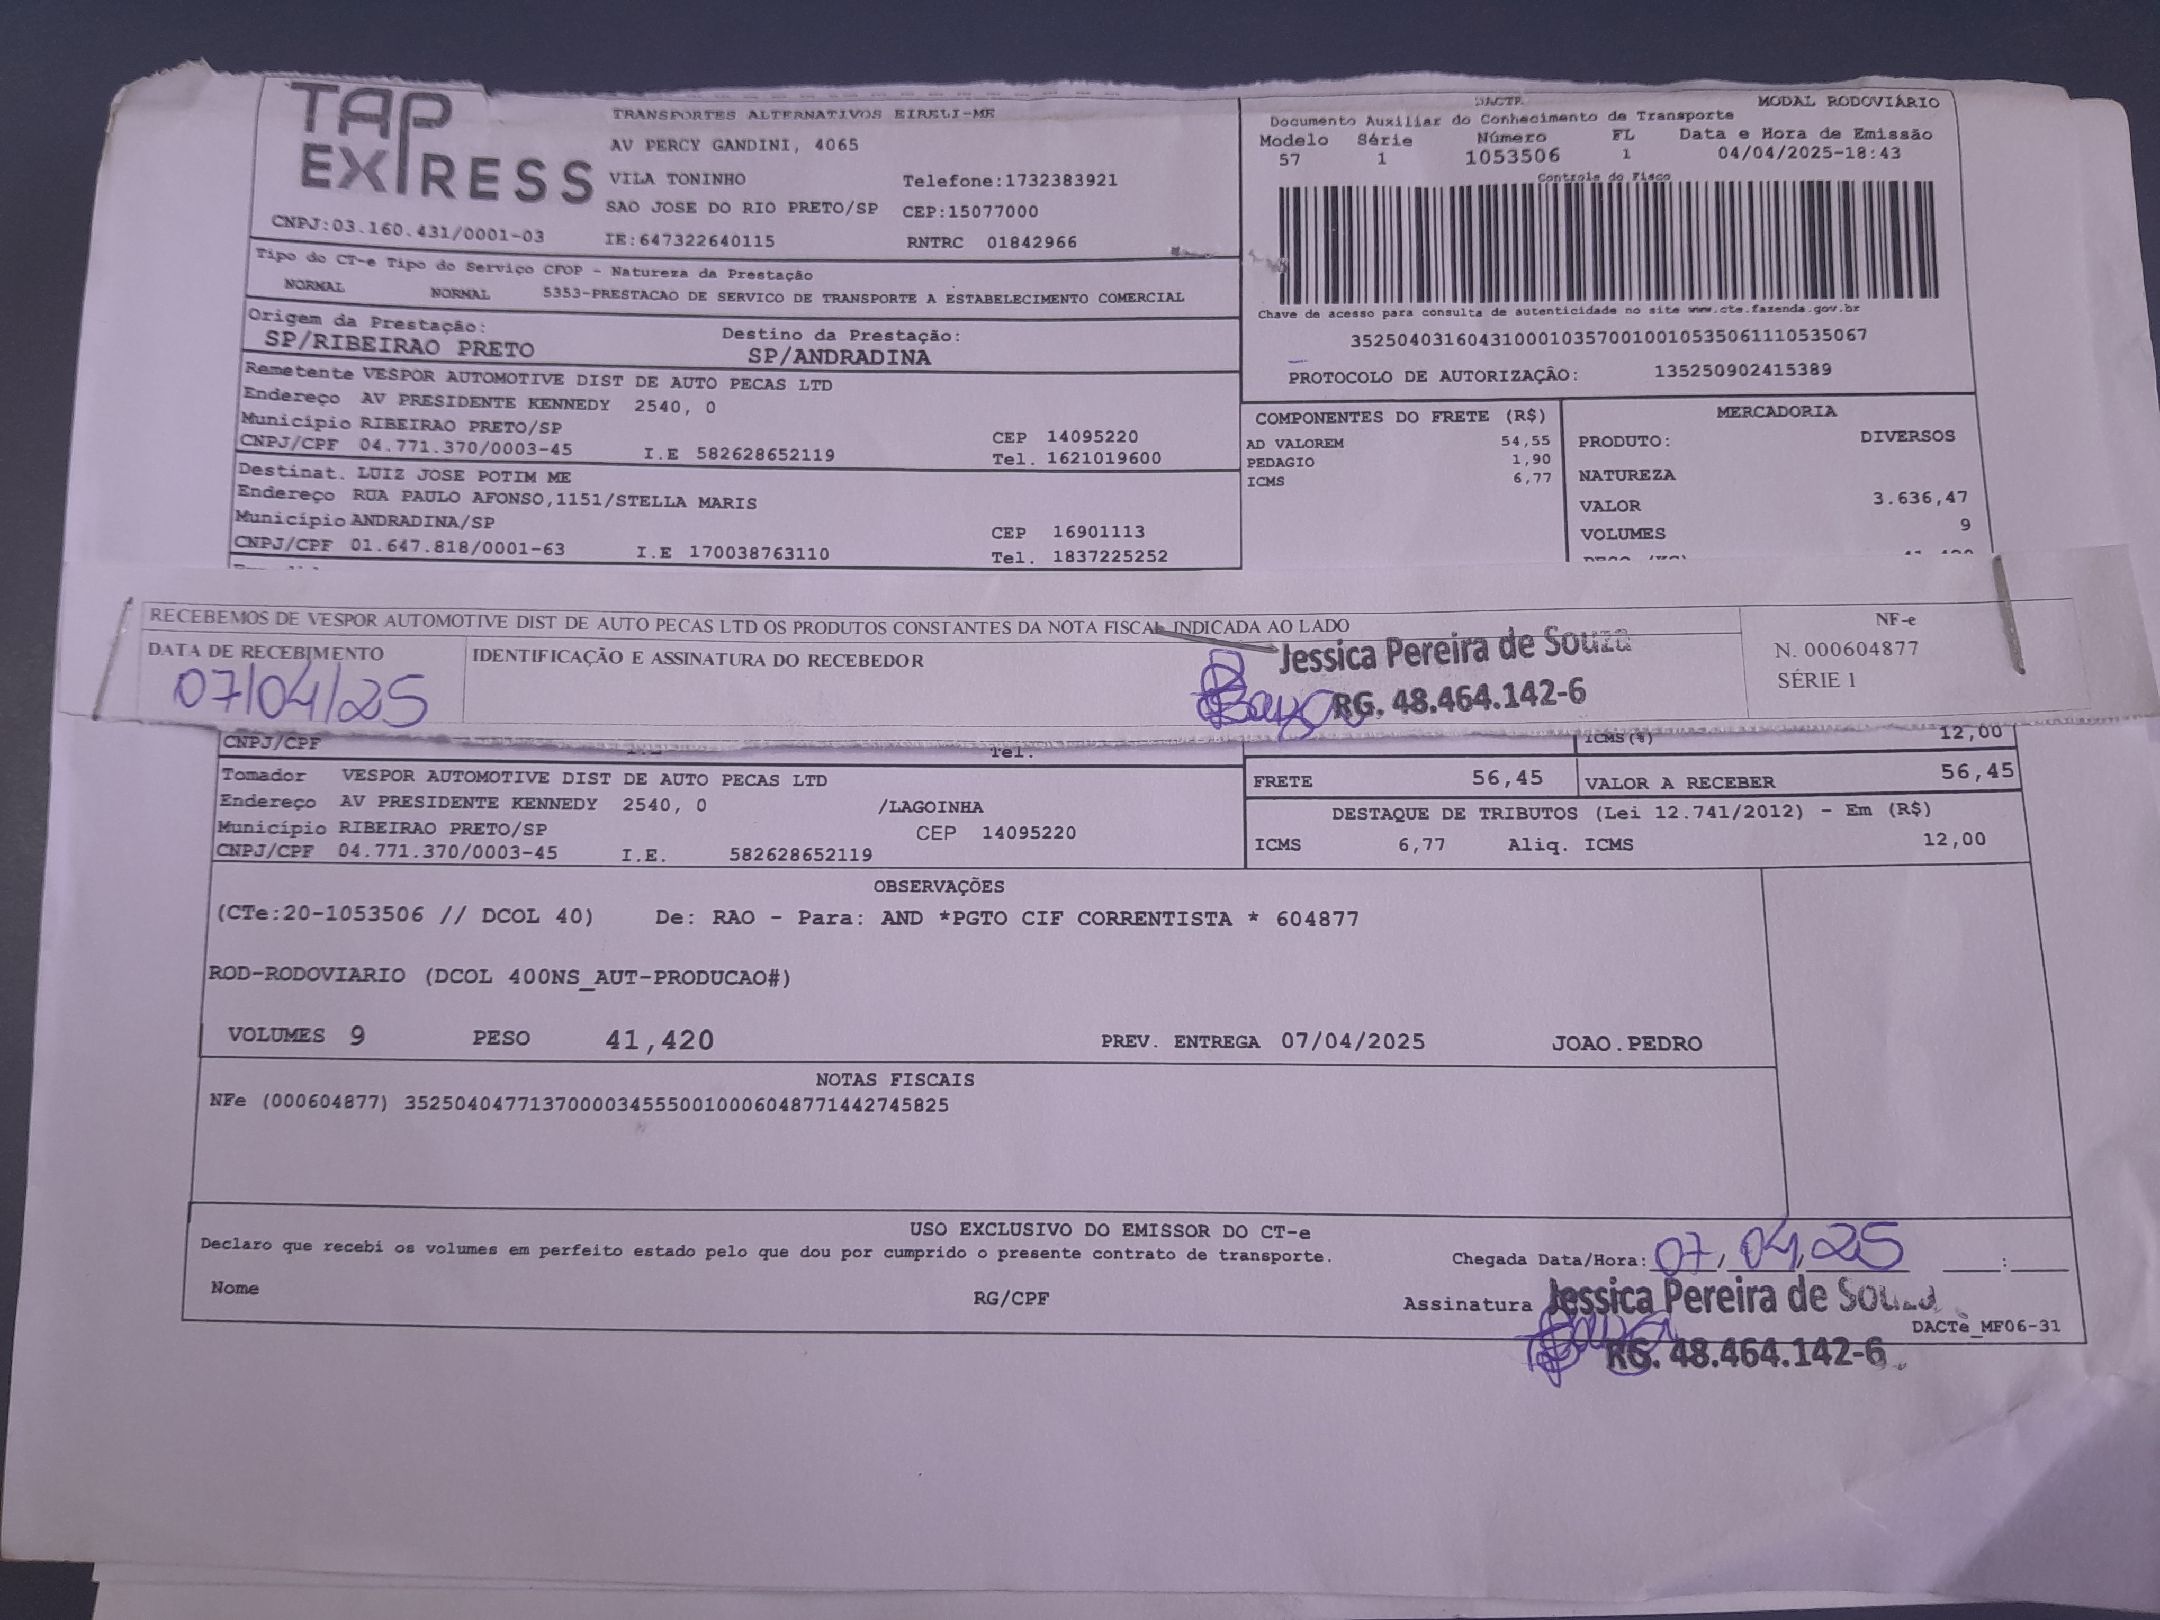 TAP
EXPRESS
CNPJ:03.160.431/0001-03
TRANSPORTES ALTERNATIVOS EIRELI-ME
AV PERCY GANDINI, 4065
VILA TONINHO Telefone:1732383921
SAO JOSE DO RIO PRETO/SP CEP:15077000
IE:647322640115 RNTRC 01842966
DACTE MODAL RODOVIÁRIO
Documento Auxiliar do Conhecimento de Transporte
Modelo Série Número FL Data e Hora de Emissão
57 1 1053506 1 04/04/2025-18:43
Controle do Fisco
Chave de acesso para consulta de autenticidade no site www.cte.fazenda.gov.br
35250403160431000103570010010535061110535067
PROTOCOLO DE AUTORIZAÇÃO: 135250902415389
Tipo do CT-e Tipo do Serviço CFOP - Natureza da Prestação
NORMAL NORMAL 5353-PRESTACAO DE SERVICO DE TRANSPORTE A ESTABELECIMENTO COMERCIAL
Origem da Prestação: Destino da Prestação:
SP/RIBEIRAO PRETO SP/ANDRADINA
Remetente VESPOR AUTOMOTIVE DIST DE AUTO PECAS LTD
Endereço AV PRESIDENTE KENNEDY 2540, 0
Município RIBEIRAO PRETO/SP CEP 14095220
CNPJ/CPF 04.771.370/0003-45 I.E 582628652119 Tel. 1621019600
Destinat. LUIZ JOSE POTIM ME
Endereço RUA PAULO AFONSO,1151/STELLA MARIS
Município ANDRADINA/SP CEP 16901113
CNPJ/CPF 01.647.818/0001-63 I.E 170038763110 Tel. 1837225252
COMPONENTES DO FRETE (R$)
AD VALOREM 54,55
PEDAGIO 1,90
ICMS 6,77
MERCADORIA
PRODUTO: DIVERSOS
NATUREZA
VALOR 3.636,47
VOLUMES 9
RECEBEMOS DE VESPOR AUTOMOTIVE DIST DE AUTO PECAS LTD OS PRODUTOS CONSTANTES DA NOTA FISCAL INDICADA AO LADO
DATA DE RECEBIMENTO IDENTIFICAÇÃO E ASSINATURA DO RECEBEDOR
07/04/25
Jessica Pereira de Souza
RG. 48.464.142-6
NF-e
N. 000604877
SÉRIE 1
CNPJ/CPF Tel.
ICMS(%) 12,00
Tomador VESPOR AUTOMOTIVE DIST DE AUTO PECAS LTD
Endereço AV PRESIDENTE KENNEDY 2540, 0 /LAGOINHA
Município RIBEIRAO PRETO/SP CEP 14095220
CNPJ/CPF 04.771.370/0003-45 I.E. 582628652119
FRETE 56,45 VALOR A RECEBER 56,45
DESTAQUE DE TRIBUTOS (Lei 12.741/2012) - Em (R$)
ICMS 6,77 Aliq. ICMS 12,00
OBSERVAÇÕES
(CTe:20-1053506 // DCOL 40) De: RAO - Para: AND *PGTO CIF CORRENTISTA * 604877
ROD-RODOVIARIO (DCOL 400NS_AUT-PRODUCAO#)
VOLUMES 9 PESO 41,420 PREV. ENTREGA 07/04/2025 JOAO.PEDRO
NOTAS FISCAIS
NFe (000604877) 35250404771370000345550010006048771442745825
USO EXCLUSIVO DO EMISSOR DO CT-e
Declaro que recebi os volumes em perfeito estado pelo que dou por cumprido o presente contrato de transporte.
Chegada Data/Hora: 07/04/25 :
Nome RG/CPF Assinatura
Jessica Pereira de Souza
RG. 48.464.142-6
DACTe_MF06-31